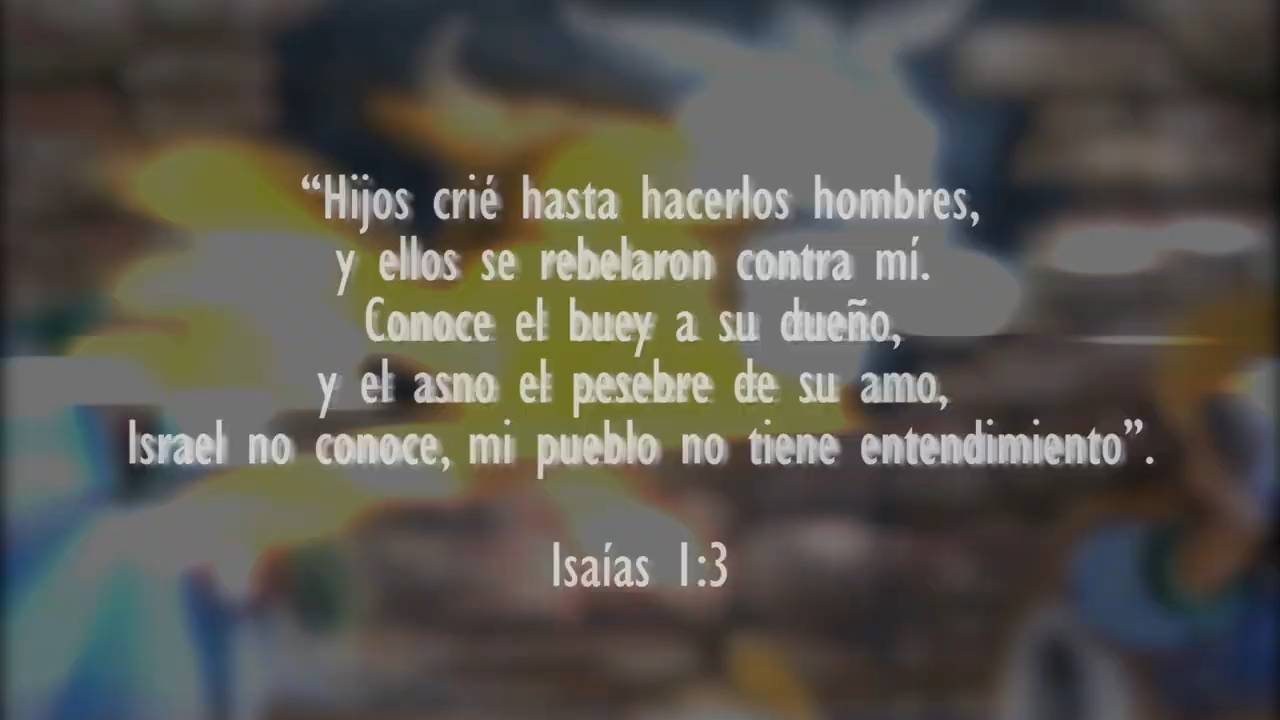 “Hijos crié hasta hacerlos hombres,
y ellos se rebelaron contra mí.
Conoce el buey a su dueño,
y el asno el pesebre de su amo,
Israel no conoce, mi pueblo no tiene entendimiento”.
Isaías 1:3